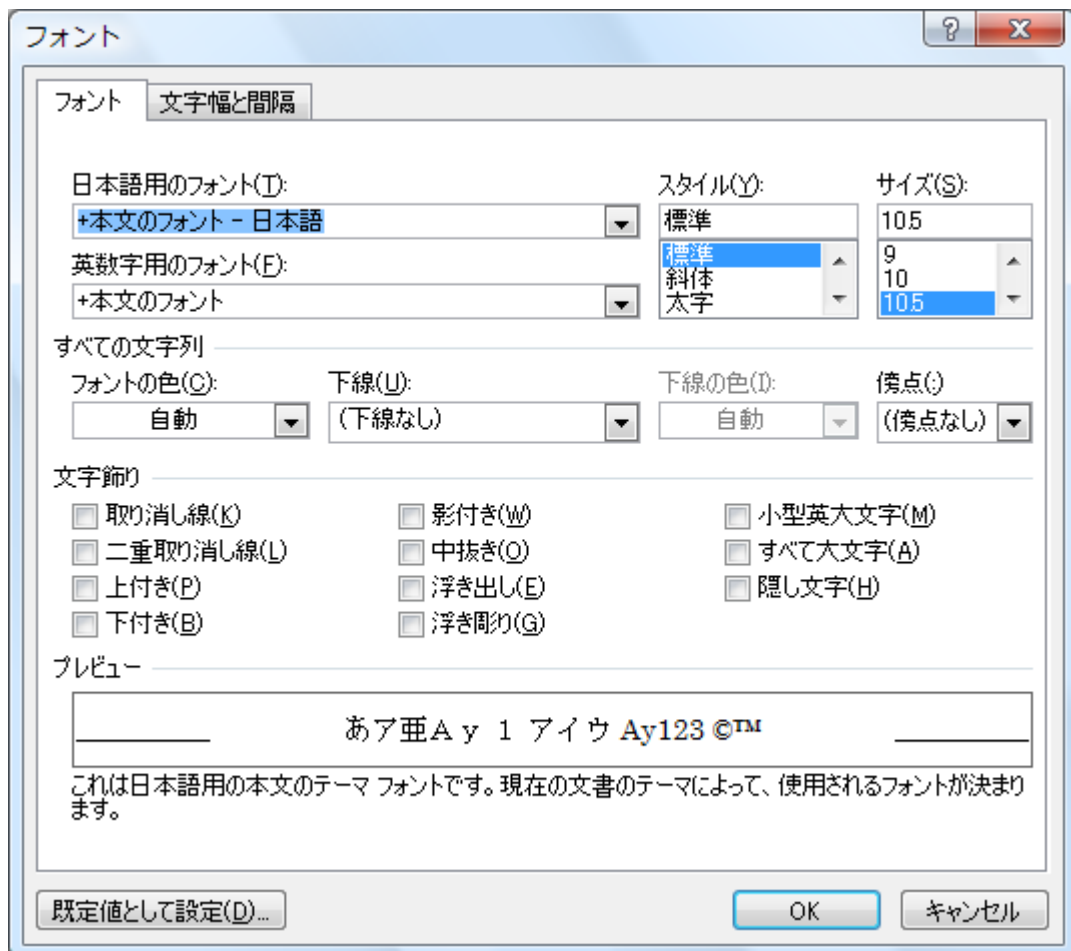 フォント
フォント 文字幅と間隔
日本語用のフォント(T): スタイル(Y): サイズ(S):
+本文のフォント - 日本語 標準 10.5
英数字用のフォント(F): 標準 9
斜体 10
+本文のフォント 太字 10.5
すべての文字列
フォントの色(C): 下線(U): 下線の色(I): 傍点(:)
自動 (下線なし) 自動 (傍点なし)
文字飾り
取り消し線(K) 影付き(W) 小型英大文字(M)
二重取り消し線(L) 中抜き(O) すべて大文字(A)
上付き(P) 浮き出し(E) 隠し文字(H)
下付き(B) 浮き彫り(G)
プレビュー
あア亜Ａｙ１アイウ Ay123 ©™
これは日本語用の本文のテーマ フォントです。現在の文書のテーマによって、使用されるフォントが決まり
ます。
既定値として設定(D)... OK キャンセル